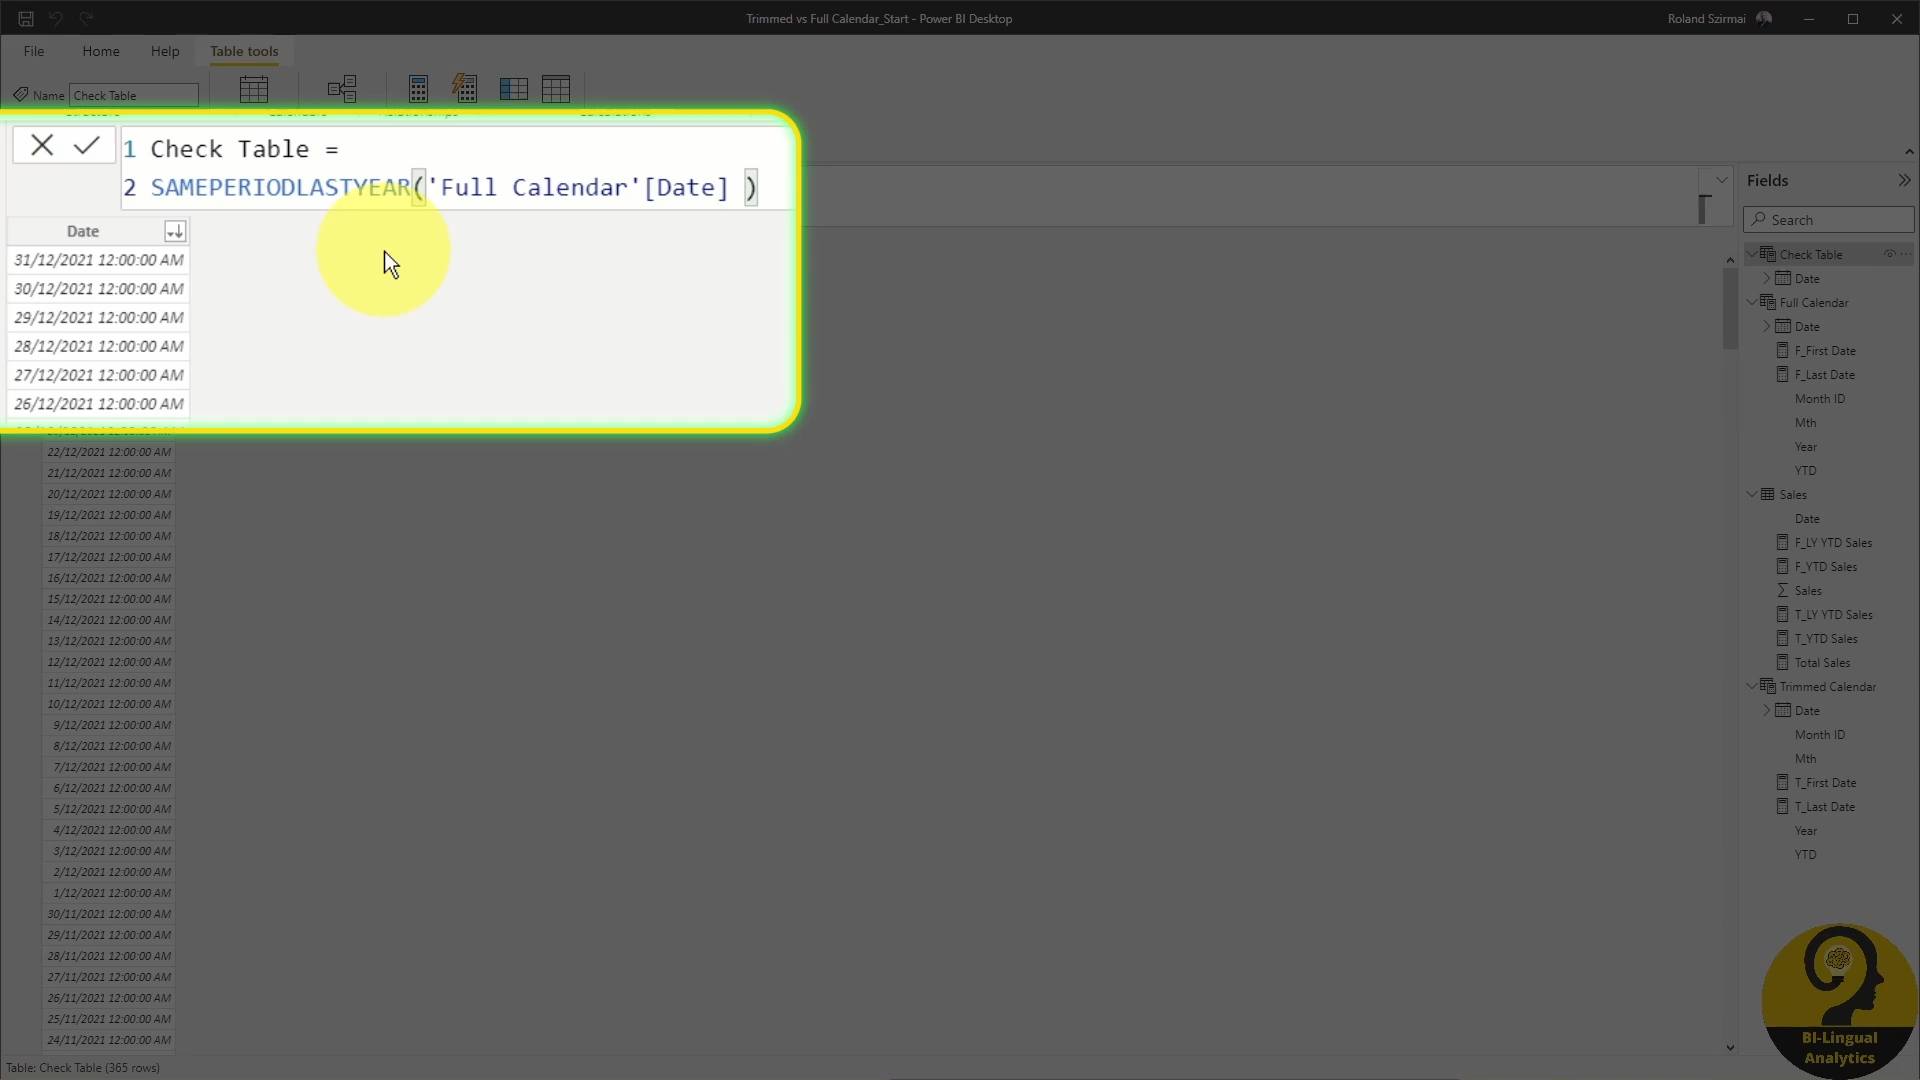 Trimmed vs Full Calendar_Start - Power BI Desktop
Roland Szirmai
File Home Help Table tools
Name Check Table
1 Check Table =
2 SAMEPERIODLASTYEAR('Full Calendar'[Date] )
Date
31/12/2021 12:00:00 AM
30/12/2021 12:00:00 AM
29/12/2021 12:00:00 AM
28/12/2021 12:00:00 AM
27/12/2021 12:00:00 AM
26/12/2021 12:00:00 AM
22/12/2021 12:00:00 AM
21/12/2021 12:00:00 AM
20/12/2021 12:00:00 AM
19/12/2021 12:00:00 AM
18/12/2021 12:00:00 AM
17/12/2021 12:00:00 AM
16/12/2021 12:00:00 AM
15/12/2021 12:00:00 AM
14/12/2021 12:00:00 AM
13/12/2021 12:00:00 AM
12/12/2021 12:00:00 AM
11/12/2021 12:00:00 AM
10/12/2021 12:00:00 AM
9/12/2021 12:00:00 AM
8/12/2021 12:00:00 AM
7/12/2021 12:00:00 AM
6/12/2021 12:00:00 AM
5/12/2021 12:00:00 AM
4/12/2021 12:00:00 AM
3/12/2021 12:00:00 AM
2/12/2021 12:00:00 AM
1/12/2021 12:00:00 AM
30/11/2021 12:00:00 AM
29/11/2021 12:00:00 AM
28/11/2021 12:00:00 AM
27/11/2021 12:00:00 AM
26/11/2021 12:00:00 AM
25/11/2021 12:00:00 AM
24/11/2021 12:00:00 AM
Table: Check Table (365 rows)
Fields
Search
Check Table
Date
Full Calendar
Date
F_First Date
F_Last Date
Month ID
Mth
Year
YTD
Sales
Date
F_LY YTD Sales
F_YTD Sales
Sales
T_LY YTD Sales
T_YTD Sales
Total Sales
Trimmed Calendar
Date
Month ID
Mth
T_First Date
T_Last Date
Year
YTD
BI-Lingual
Analytics